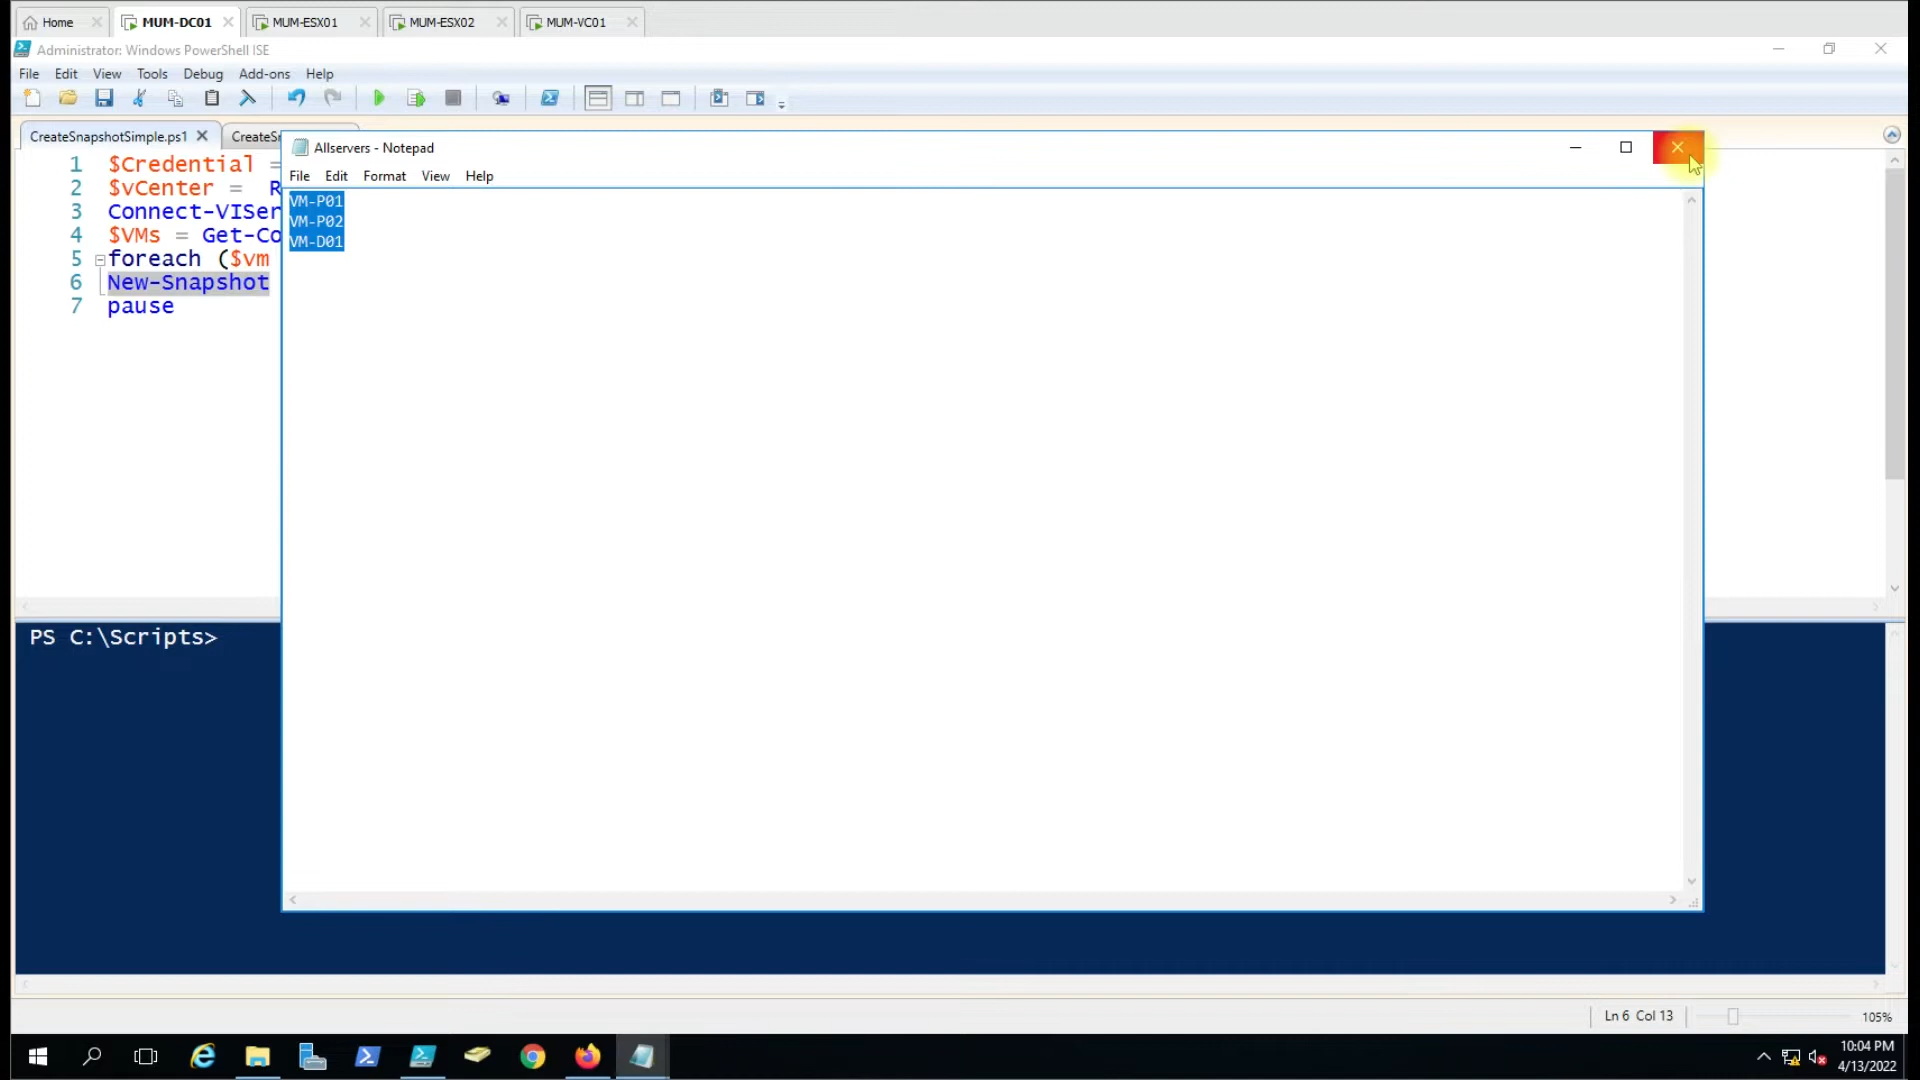 Home MUM-DC01 MUM-ESX01 MUM-ESX02 MUM-VC01
Administrator: Windows PowerShell ISE
File Edit View Tools Debug Add-ons Help
CreateSnapshotSimple.ps1 CreateSn
Allservers - Notepad
File Edit Format View Help
VM-P01
VM-P02
VM-D01
1 $Credential =
2 $vCenter = R
3 Connect-VISer
4 $VMs = Get-Co
5 foreach ($vm
6 New-Snapshot
7 pause
PS C:\Scripts>
Ln 6 Col 13 105%
10:04 PM
4/13/2022